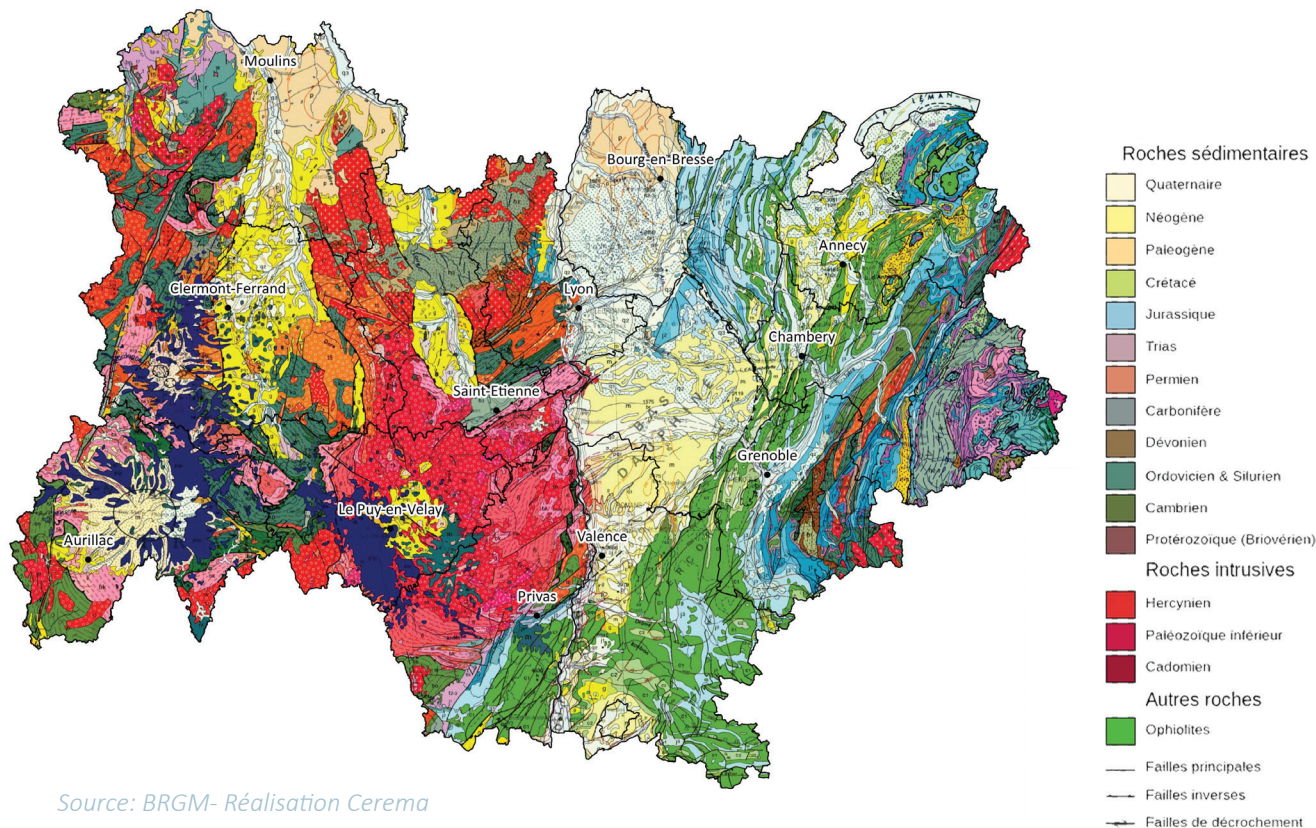 LAC LÉMAN
Moulins
Bourg-en-Bresse
Annecy
Clermont-Ferrand
Lyon
Chambery
Saint-Etienne
Grenoble
Le Puy-en-Velay
Valence
Aurillac
Privas
Roches sédimentaires
Quaternaire
Néogène
Paleogène
Crétacé
Jurassique
Trias
Permien
Carbonifère
Dévonien
Ordovicien & Silurien
Cambrien
Protérozoïque (Briovérien)
Roches intrusives
Hercynien
Paléozoïque inférieur
Cadomien
Autres roches
Ophiolites
Failles principales
Failles inverses
Failles de décrochement
Source: BRGM- Réalisation Cerema